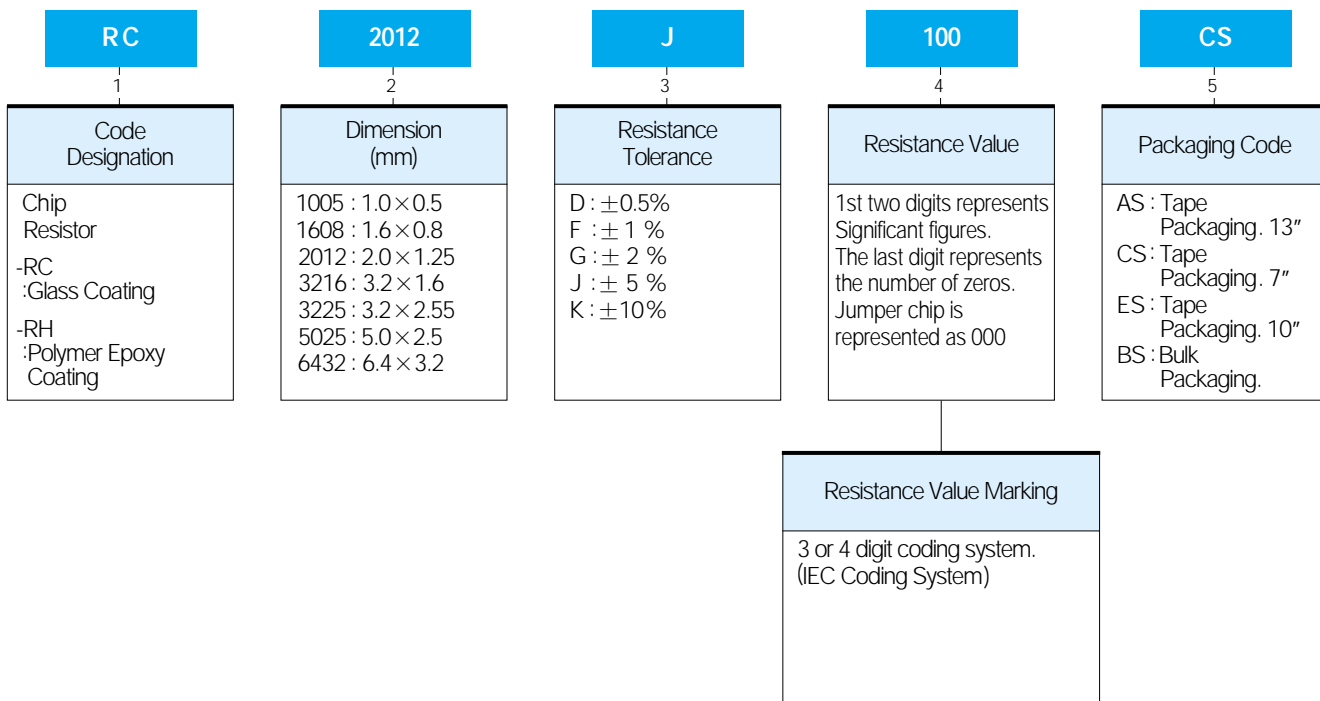 RC
2012
J
100
CS
1
2
3
4
5
Code
Designation
Chip
Resistor
-RC
:Glass Coating
-RH
:Polymer Epoxy
Coating
Dimension
(mm)
1005 : 1.0×0.5
1608 : 1.6×0.8
2012 : 2.0×1.25
3216 : 3.2×1.6
3225 : 3.2×2.55
5025 : 5.0×2.5
6432 : 6.4×3.2
Resistance
Tolerance
D : ±0.5%
F : ± 1 %
G : ± 2 %
J : ± 5 %
K : ±10%
Resistance Value
1st two digits represents
Significant figures.
The last digit represents
the number of zeros.
Jumper chip is
represented as 000
Packaging Code
AS : Tape
Packaging. 13″
CS : Tape
Packaging. 7″
ES : Tape
Packaging. 10″
BS : Bulk
Packaging.
Resistance Value Marking
3 or 4 digit coding system.
(IEC Coding System)